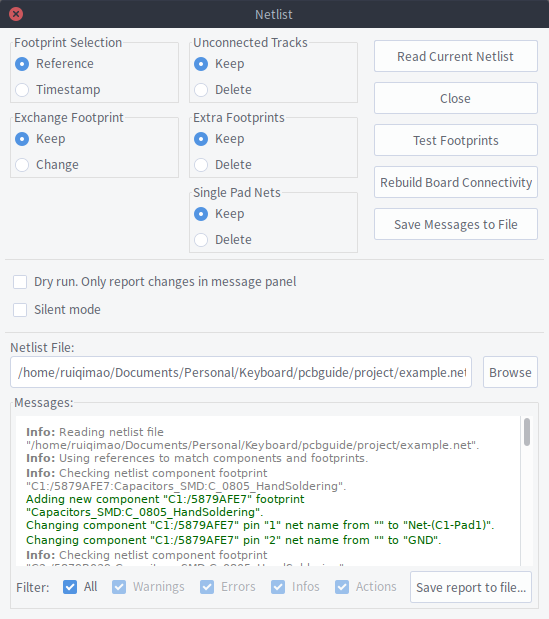 Netlist
Footprint Selection
Reference
Timestamp
Exchange Footprint
Keep
Change
Unconnected Tracks
Keep
Delete
Extra Footprints
Keep
Delete
Single Pad Nets
Keep
Delete
Read Current Netlist
Close
Test Footprints
Rebuild Board Connectivity
Save Messages to File
Dry run. Only report changes in message panel
Silent mode
Netlist File:
/home/ruiqimao/Documents/Personal/Keyboard/pcbguide/project/example.net
Browse
Messages:
Info: Reading netlist file
"/home/ruiqimao/Documents/Personal/Keyboard/pcbguide/project/example.net".
Info: Using references to match components and footprints.
Info: Checking netlist component footprint
"C1:/5879AFE7:Capacitors_SMD:C_0805_HandSoldering".
Adding new component "C1:/5879AFE7" footprint
"Capacitors_SMD:C_0805_HandSoldering".
Changing component "C1:/5879AFE7" pin "1" net name from "" to "Net-(C1-Pad1)".
Changing component "C1:/5879AFE7" pin "2" net name from "" to "GND".
Info: Checking netlist component footprint
Filter:
All
Warnings
Errors
Infos
Actions
Save report to file...